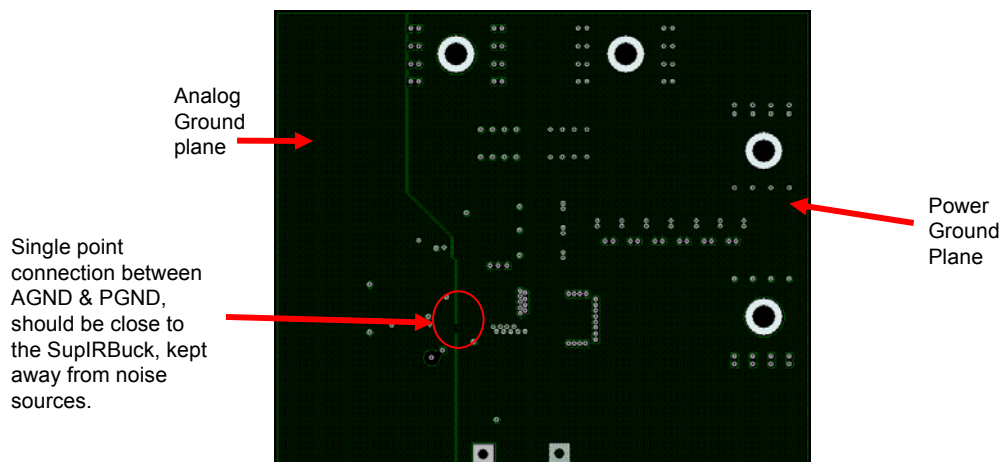 Analog
Ground
plane
Single point
connection between
AGND & PGND,
should be close to
the SupIRBuck, kept
away from noise
sources.
Power
Ground
Plane